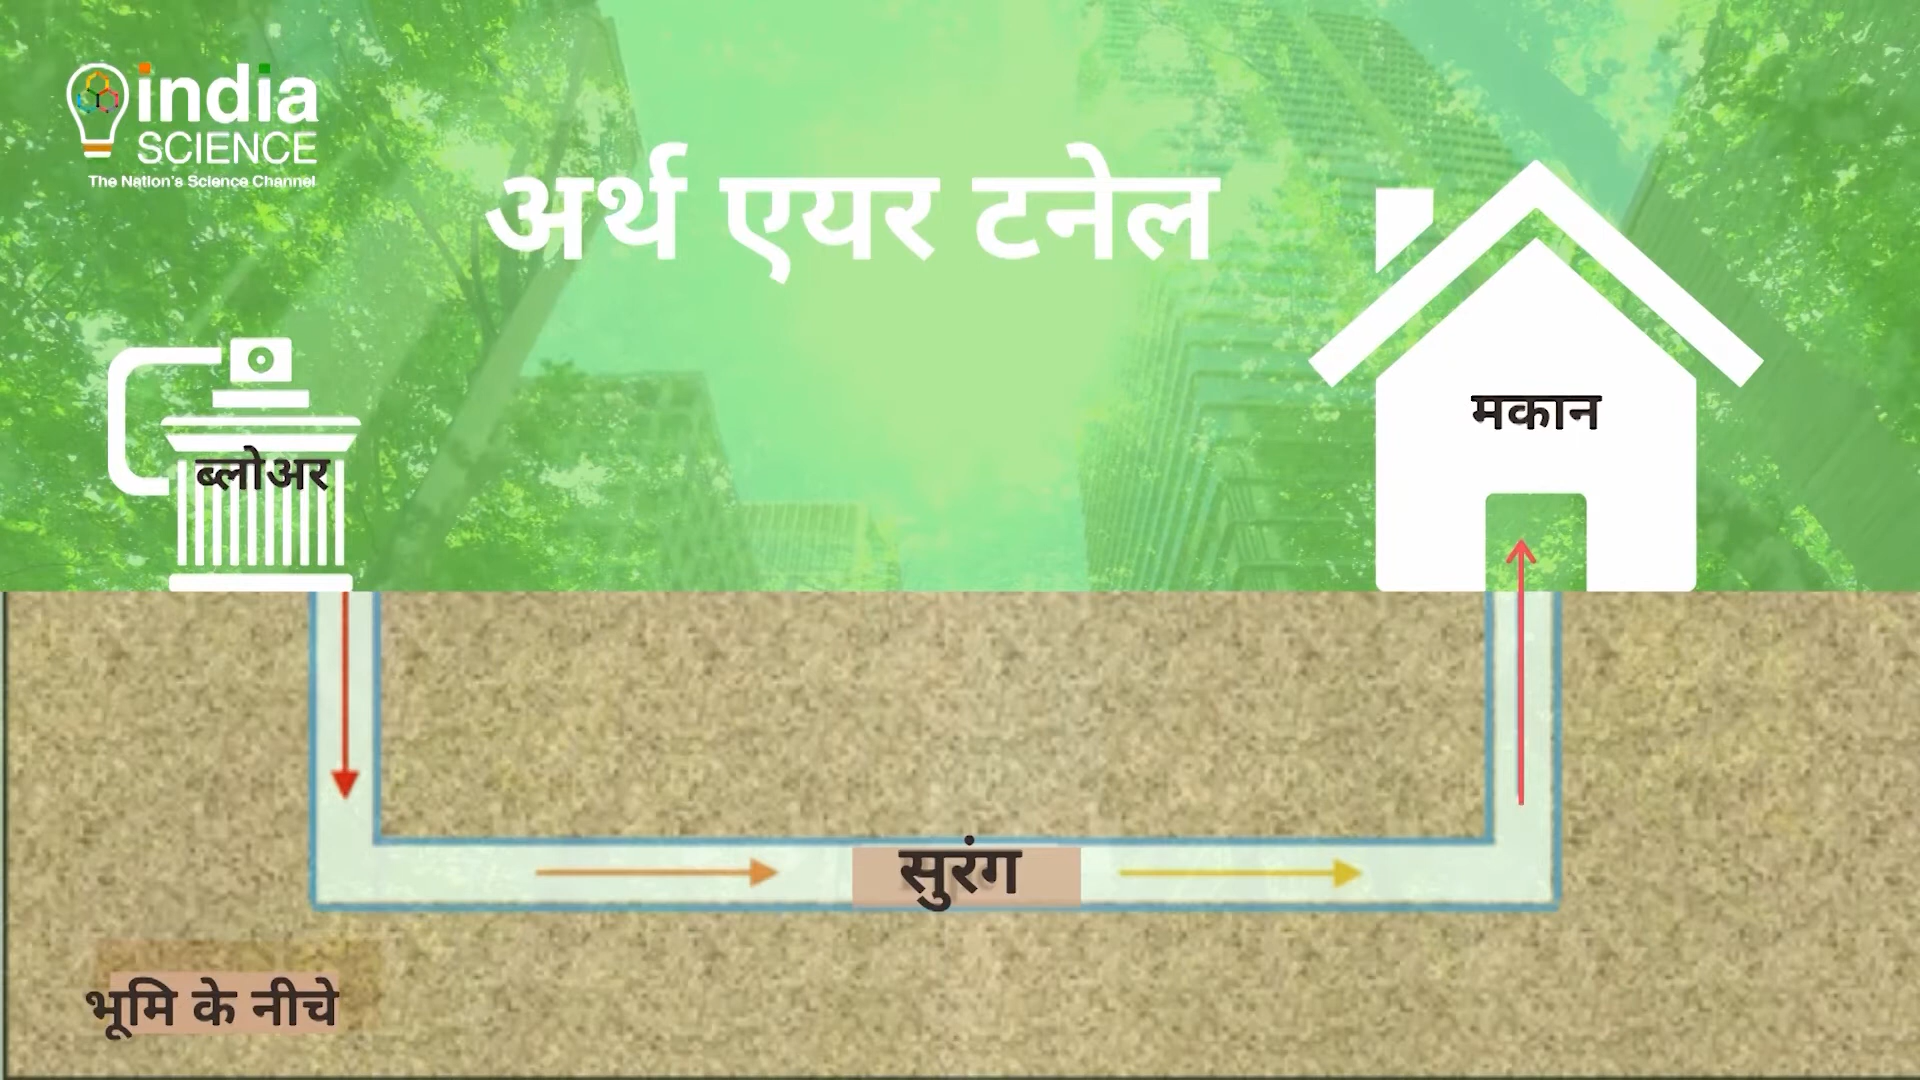 india
SCIENCE
The Nation's Science Channel
अर्थ एयर टनेल
मकान
ब्लोअर
सुरंग
भूमि के नीचे